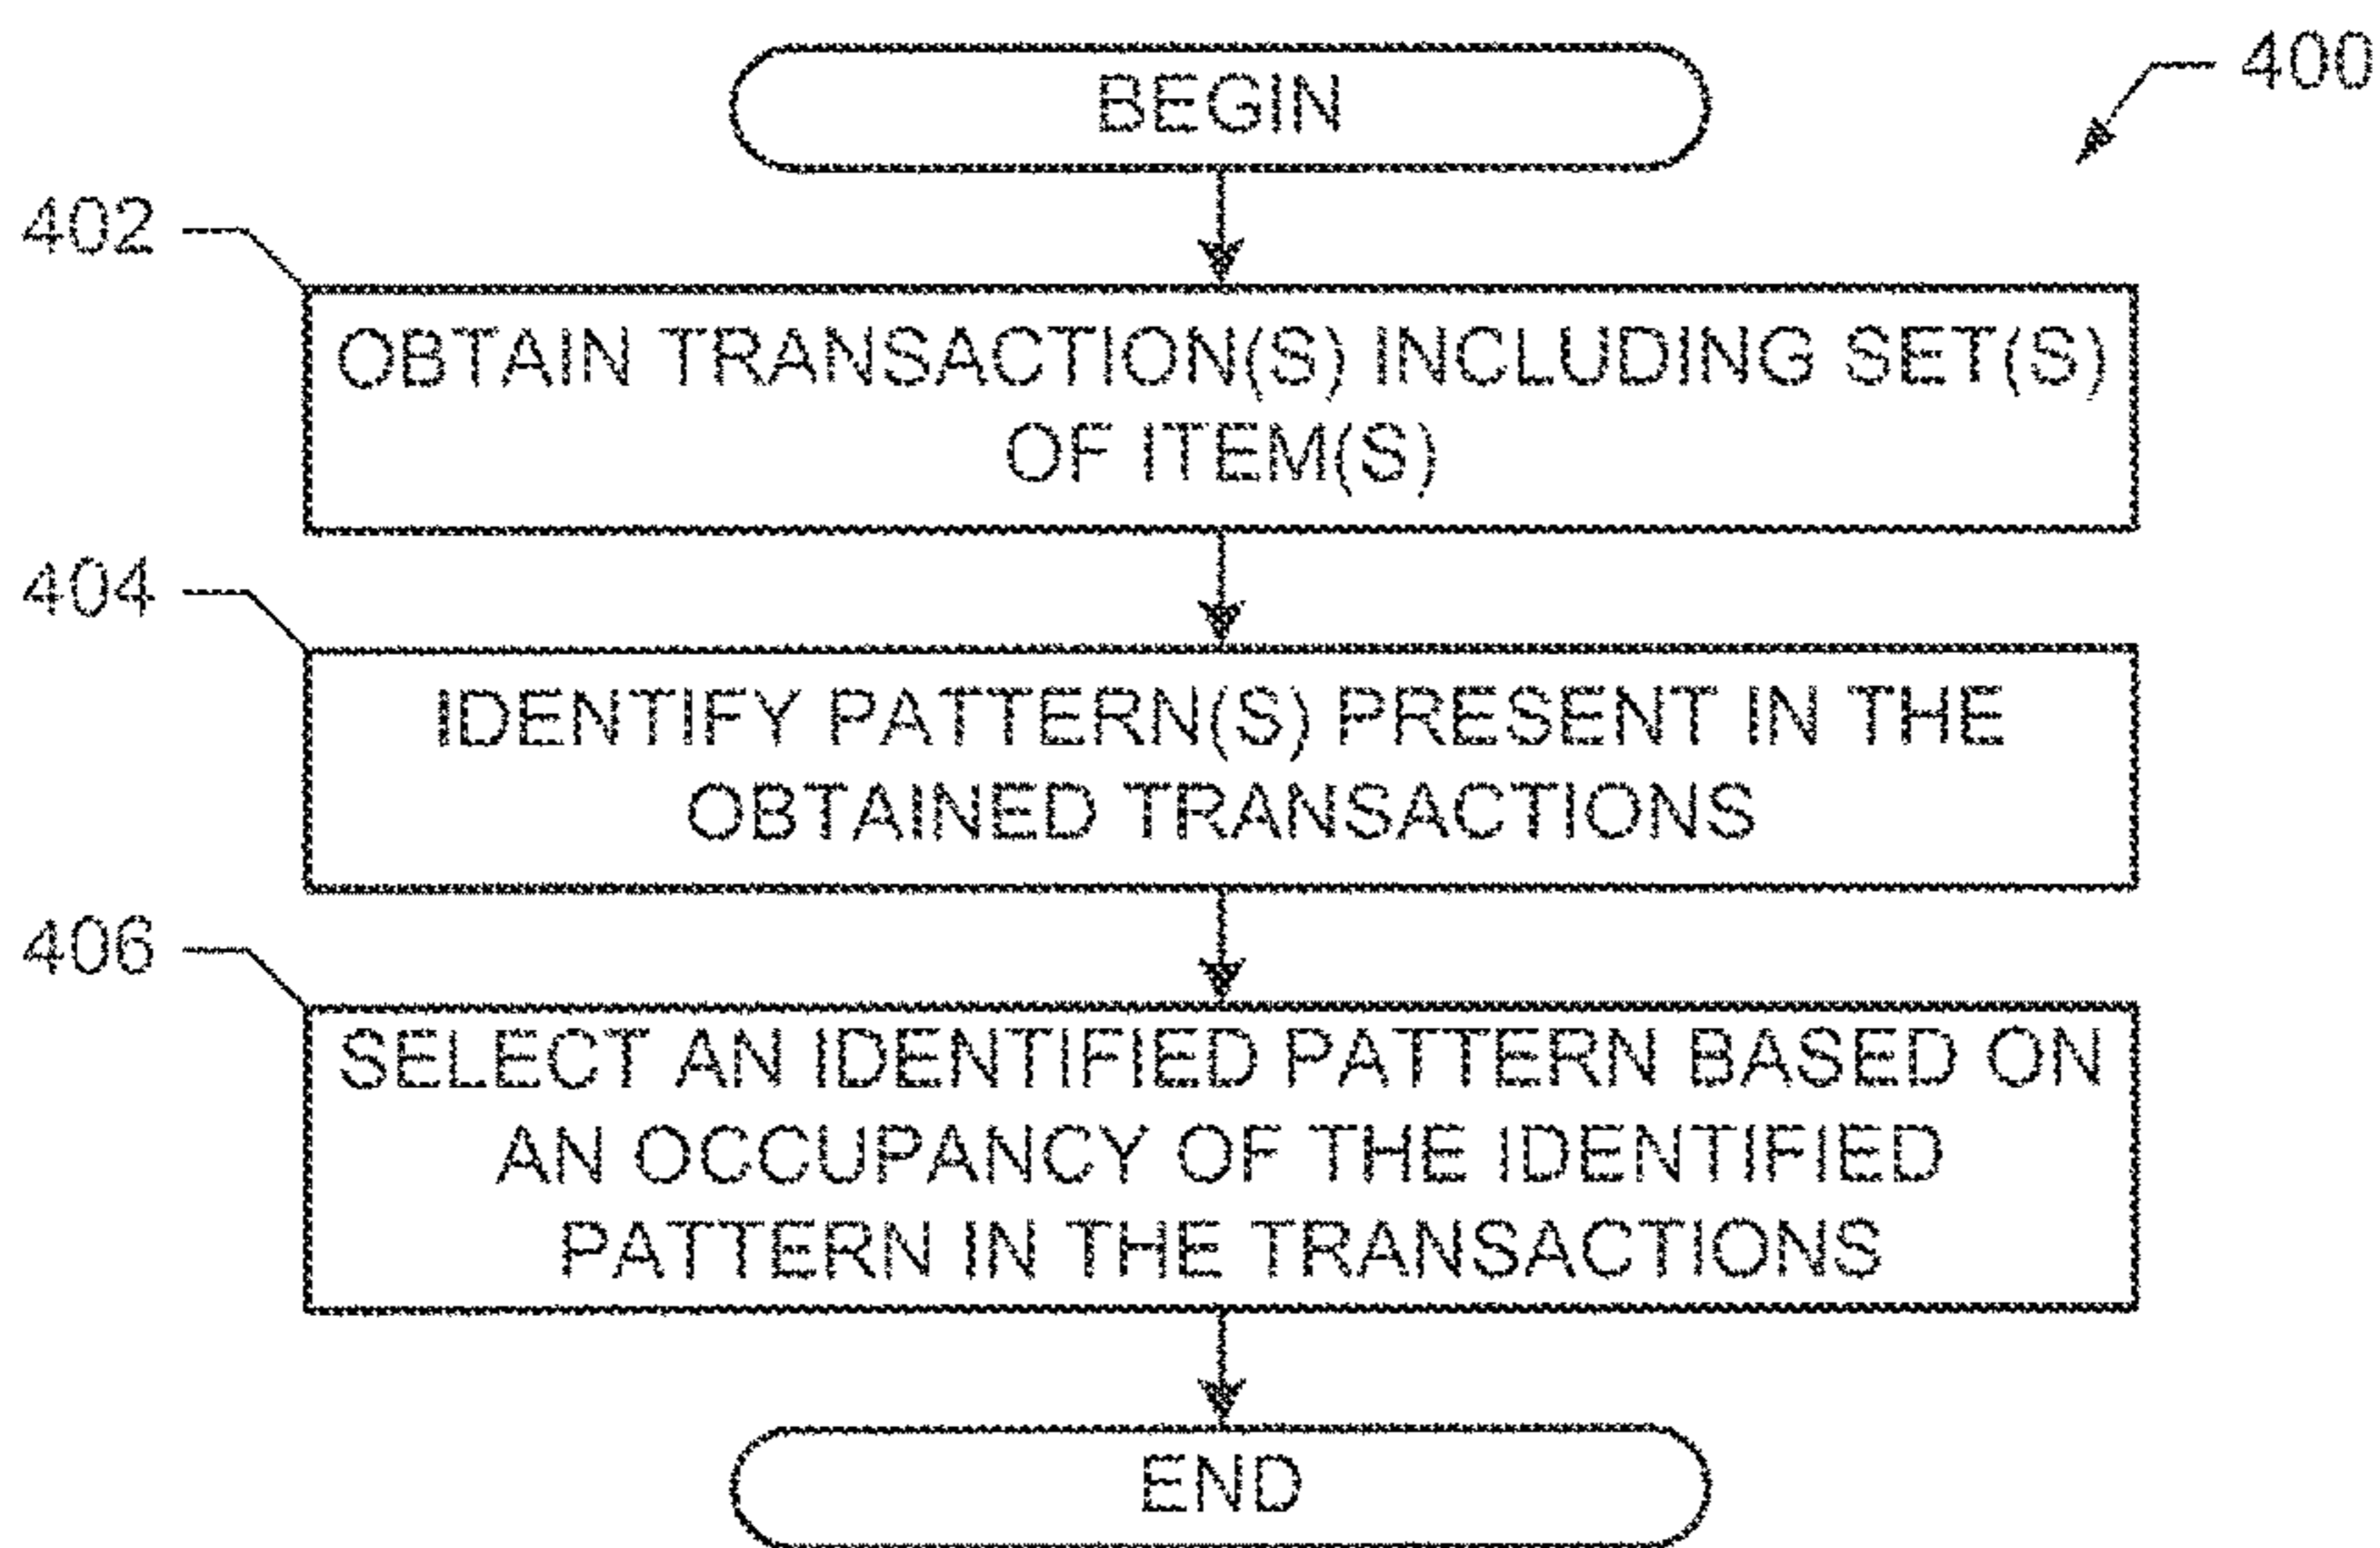 BEGIN
400
402
OBTAIN TRANSACTION(S) INCLUDING SET(S)
OF ITEM(S)
404
IDENTIFY PATTERN(S) PRESENT IN THE
OBTAINED TRANSACTIONS
406
SELECT AN IDENTIFIED PATTERN BASED ON
AN OCCUPANCY OF THE IDENTIFIED
PATTERN IN THE TRANSACTIONS
END